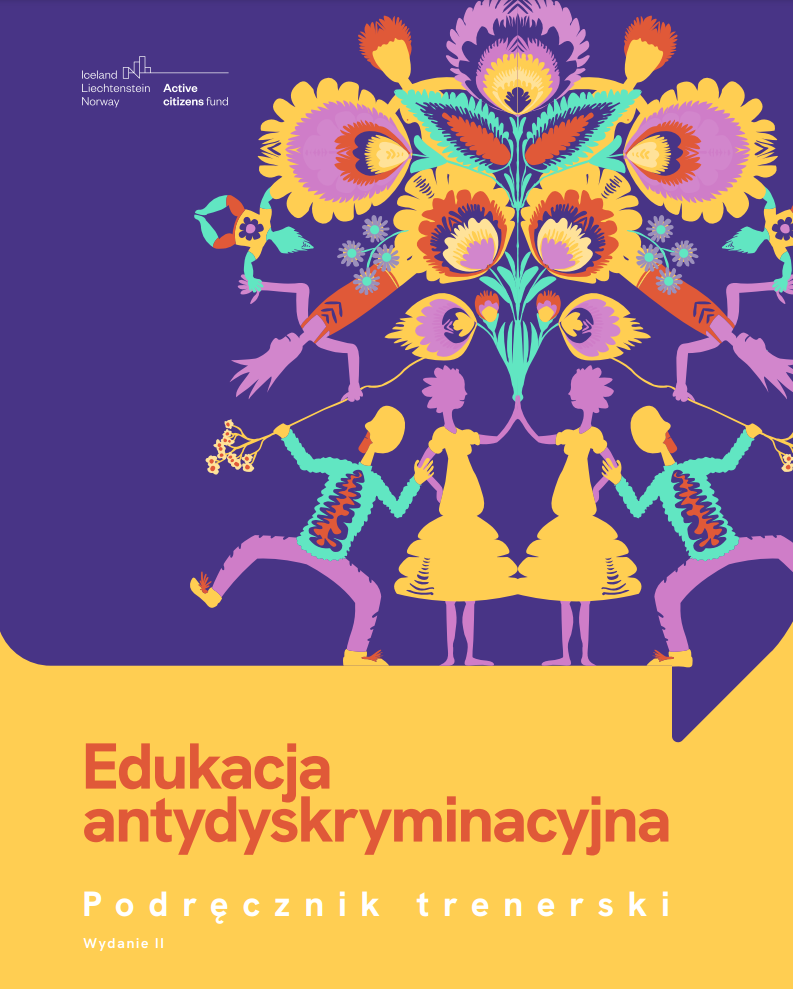 Iceland
Liechtenstein Active
Norway citizens fund
Edukacja
antydyskryminacyjna
Podręcznik trenerski
Wydanie II